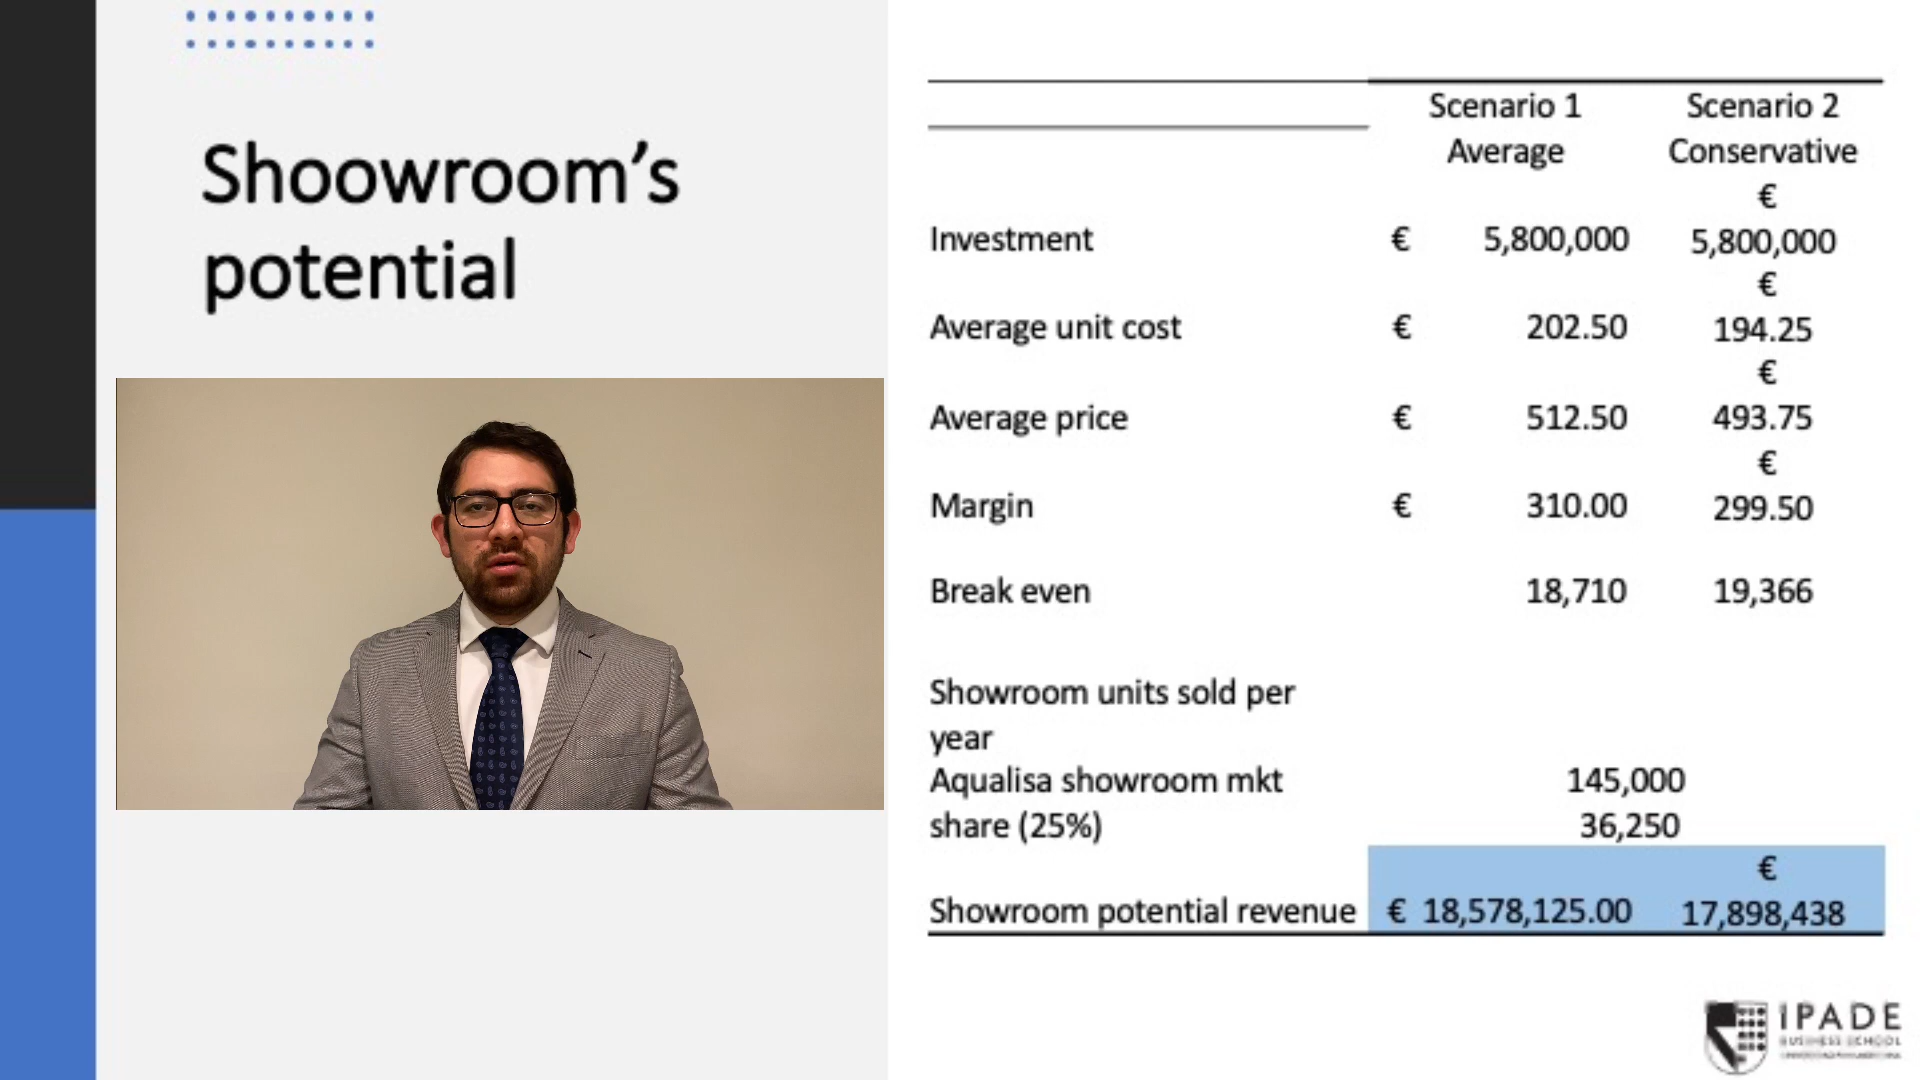 Shoowroom's
potential
Scenario 1 Scenario 2
Average Conservative
€
Investment € 5,800,000 5,800,000
€
Average unit cost € 202.50 194.25
€
Average price € 512.50 493.75
€
Margin € 310.00 299.50
Break even 18,710 19,366
Showroom units sold per
year
Aqualisa showroom mkt 145,000
share (25%) 36,250
€
Showroom potential revenue € 18,578,125.00 17,898,438
IPADE
BUSINESS SCHOOL